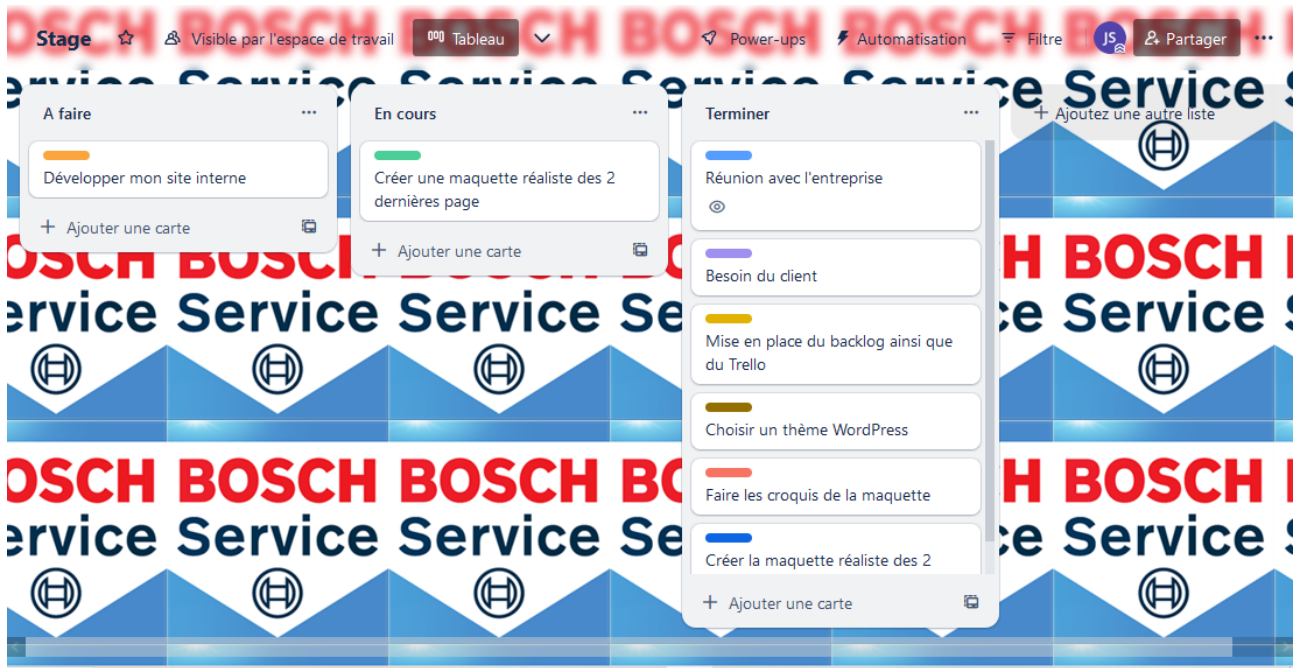 Stage
Visible par l'espace de travail
Tableau
Power-ups
Automatisation
Filtre
JS
Partager
A faire
Développer mon site interne
Ajouter une carte
En cours
Créer une maquette réaliste des 2
dernières page
Ajouter une carte
Terminer
Réunion avec l'entreprise
Besoin du client
Mise en place du backlog ainsi que
du Trello
Choisir un thème WordPress
Faire les croquis de la maquette
Créer la maquette réaliste des 2
Ajouter une carte
Ajoutez une autre liste
BOSCH BOSCH BOSCH BOSCH
Service Service Service Service
BOSCH BOSCH BOSCH BOSCH
Service Service Service Service